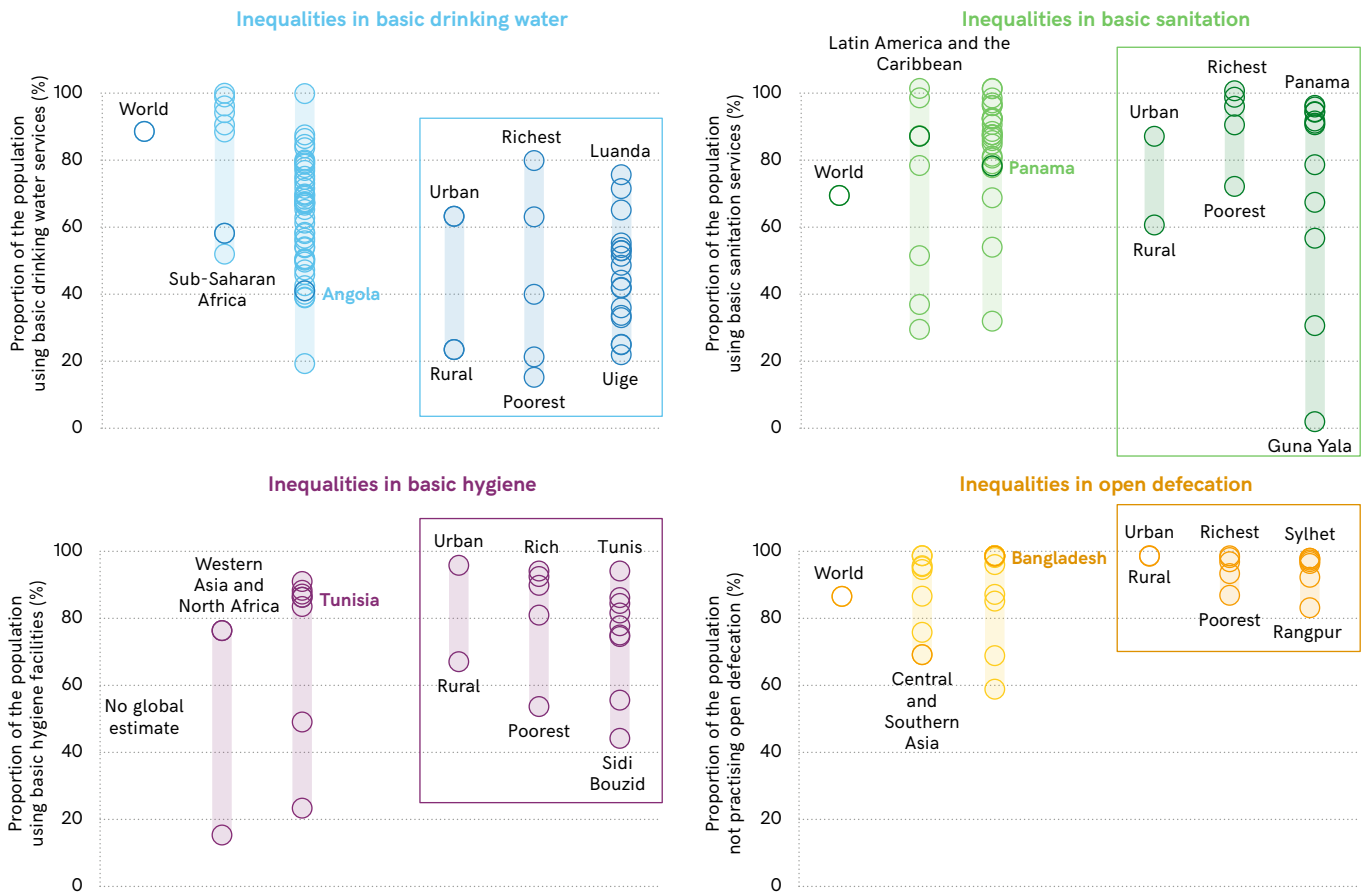 Inequalities in basic drinking water
Proportion of the population
using basic drinking water services (%)
100
80
60
40
20
0
World
Sub-Saharan
Africa
Angola
Urban
Rural
Richest
Poorest
Luanda
Uige
Inequalities in basic sanitation
Proportion of the population
using basic sanitation services (%)
100
80
60
40
20
0
World
Latin America and the
Caribbean
Panama
Urban
Rural
Richest
Poorest
Panama
Guna Yala
Inequalities in basic hygiene
Proportion of the population
using basic hygiene facilities (%)
100
80
60
40
20
0
No global
estimate
Western
Asia and
North Africa
Tunisia
Urban
Rural
Rich
Poorest
Tunis
Sidi
Bouzid
Inequalities in open defecation
Proportion of the population
not practising open defecation (%)
100
80
60
40
20
0
World
Central
and
Southern
Asia
Bangladesh
Urban
Rural
Richest
Poorest
Sylhet
Rangpur